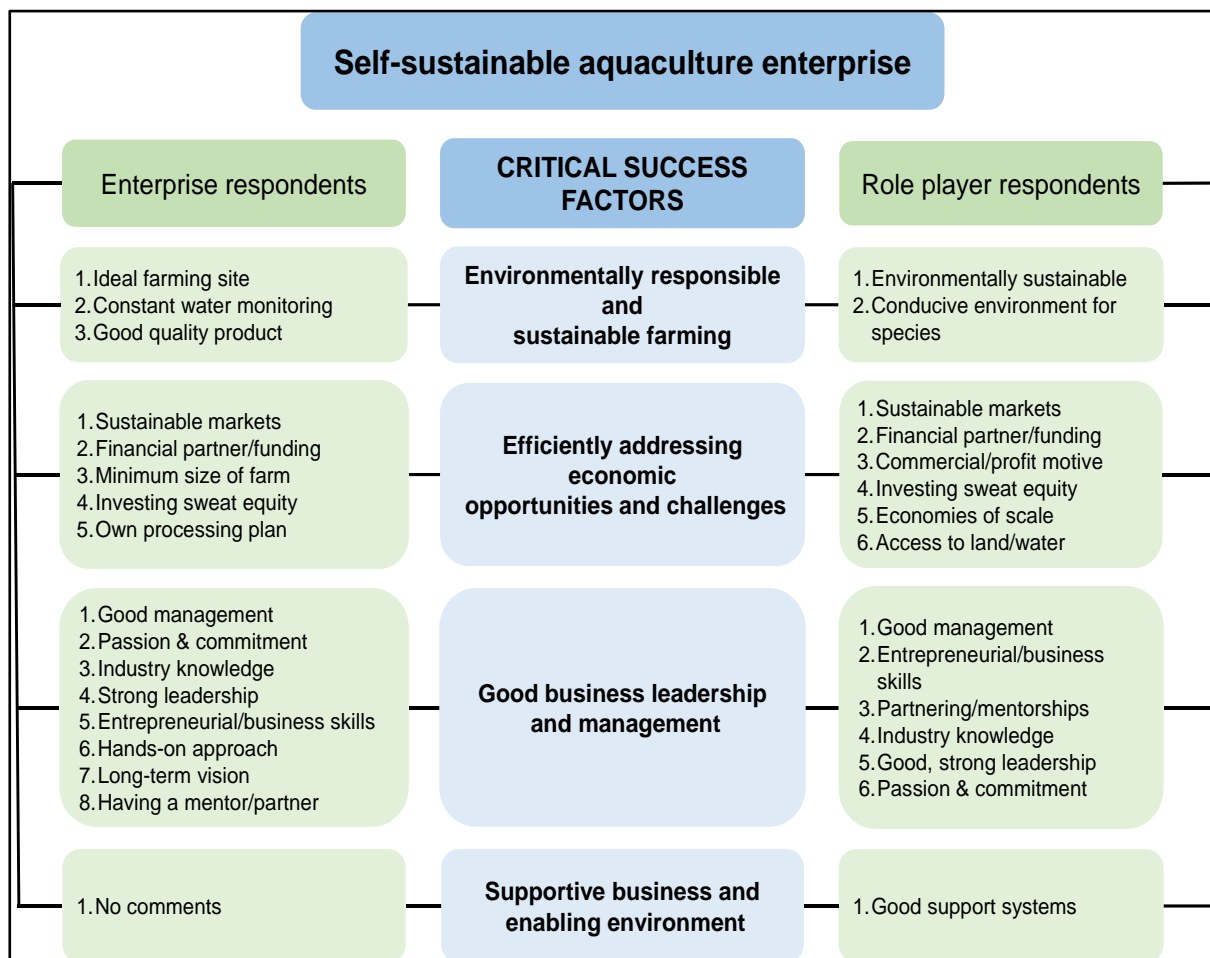 Self-sustainable aquaculture enterprise
Enterprise respondents
CRITICAL SUCCESS
FACTORS
Role player respondents
1.Ideal farming site
2.Constant water monitoring
3.Good quality product
Environmentally responsible
and
sustainable farming
1.Environmentally sustainable
2. Conducive environment for
species
1.Sustainable markets
2.Financial partner/funding
3.Minimum size of farm
4.Investing sweat equity
5.Own processing plan
Efficiently addressing
economic
opportunities and challenges
1.Sustainable markets
2.Financial partner/funding
3.Commercial/profit motive
4.Investing sweat equity
5.Economies of scale
6.Access to land/water
1.Good management
2.Passion & commitment
3.Industry knowledge
4.Strong leadership
5.Entrepreneurial/business skills
6.Hands-on approach
7.Long-term vision
8.Having a mentor/partner
Good business leadership
and management
1.Good management
2.Entrepreneurial/business
skills
3.Partnering/mentorships
4.Industry knowledge
5.Good, strong leadership
6.Passion & commitment
1.No comments
Supportive business and
enabling environment
1.Good support systems